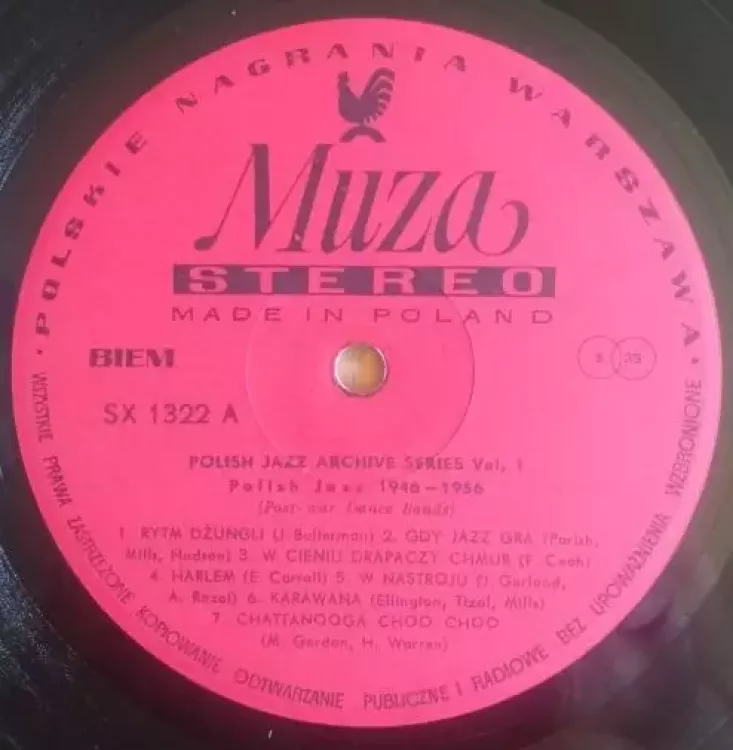 · POLSKIE NAGRANIA WARSZAWA ·
Muza
STEREO
MADE IN POLAND
BIEM
SX 1322 A
33
POLISH JAZZ ARCHIVE SERIES Vol. 1
Polish Jazz 1946–1956
(Post-war Dance Bands)
1. RYTM DŻUNGLI (J. Batterman) 2. GDY JAZZ GRA (Parish,
Mills, Hudson) 3. W CIENIU DRAPACZY CHMUR (F.
4. HARLEM (E. Carroll) 5. W NASTROJU (J. Garland,
A. Razaf) 6. KARAWANA (Ellington, Tizol, Mills)
7. CHATTANOOGA CHOO CHOO
(M. Gordon, H. Warren)
WSZYSTKIE PRAWA ZASTRZEŻONE KOPIOWANIE ODTWARZANIE PUBLICZNE I RADIOWE BEZ UPOWAŻNIENIA WZBRONIONE